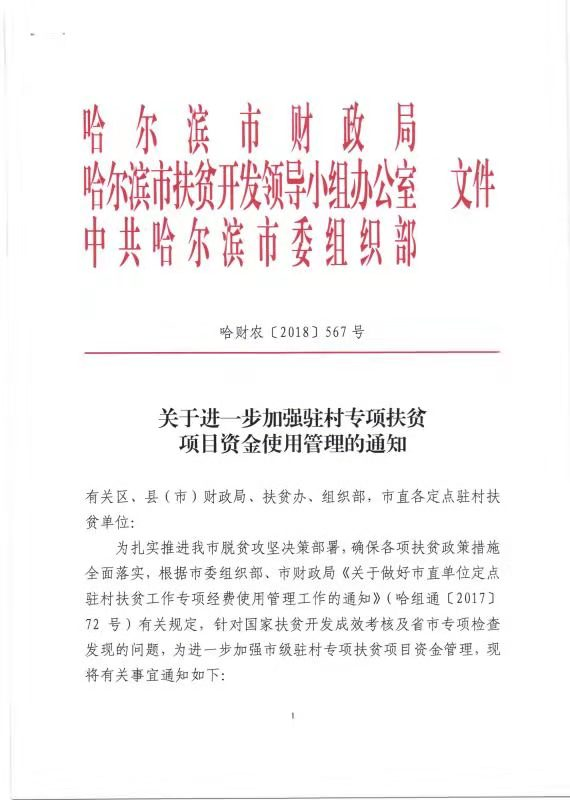 哈尔滨市财政局
哈尔滨市扶贫开发领导小组办公室 文件
中共哈尔滨市委组织部
哈财农〔2018〕567号
关于进一步加强驻村专项扶贫
项目资金使用管理的通知
有关区、县（市）财政局、扶贫办、组织部，市直各定点驻村扶
贫单位：
为扎实推进我市脱贫攻坚决策部署，确保各项扶贫政策措施
全面落实，根据市委组织部、市财政局《关于做好市直单位定点
驻村扶贫工作专项经费使用管理工作的通知》（哈组通〔2017〕
72 号）有关规定，针对国家扶贫开发成效考核及省市专项检查
发现的问题，为进一步加强市级驻村专项扶贫项目资金管理，现
将有关事宜通知如下：
1